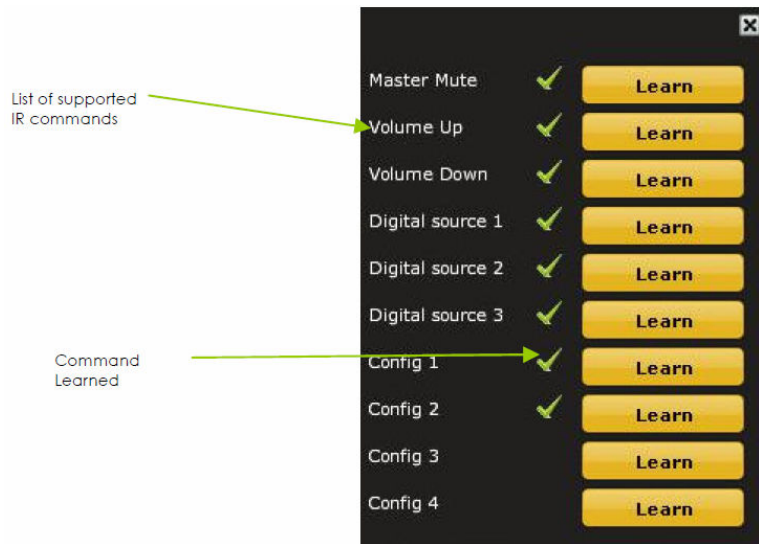 List of supported
IR commands
Master Mute Learn
Volume Up Learn
Volume Down Learn
Digital source 1 Learn
Digital source 2 Learn
Digital source 3 Learn
Command
Learned
Config 1 Learn
Config 2 Learn
Config 3 Learn
Config 4 Learn